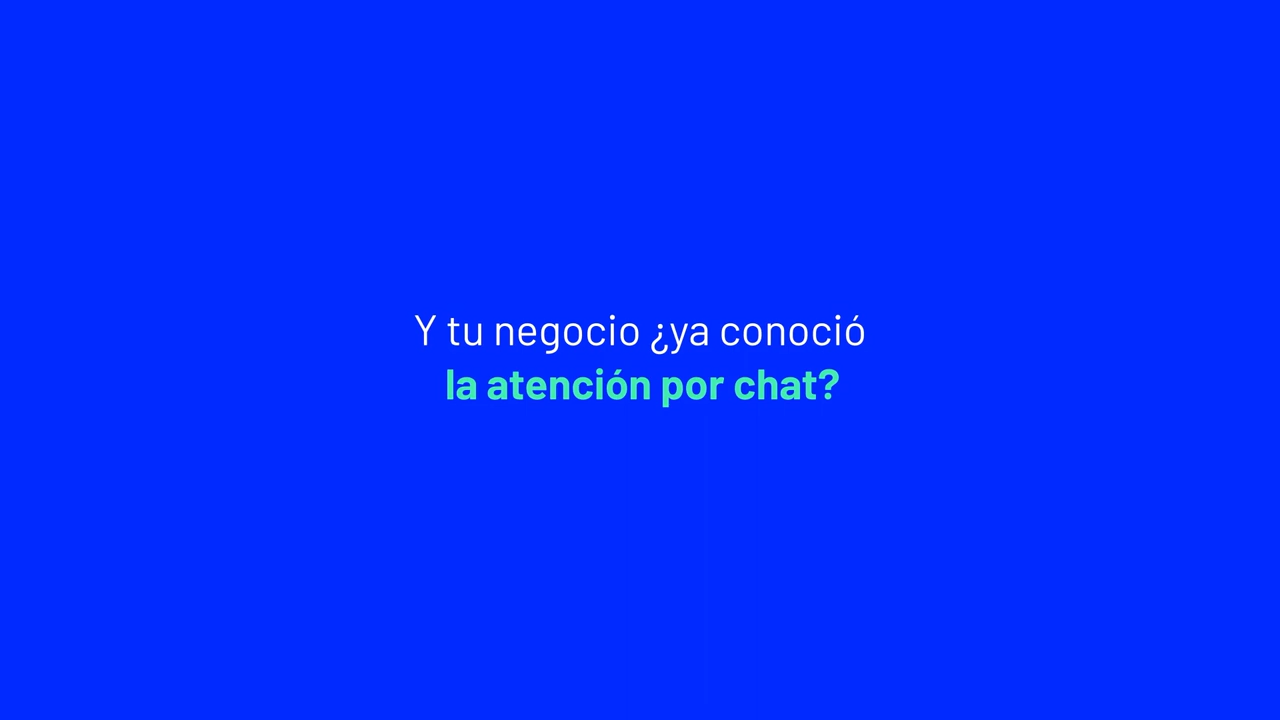 Y tu negocio ¿ya conoció
la atención por chat?